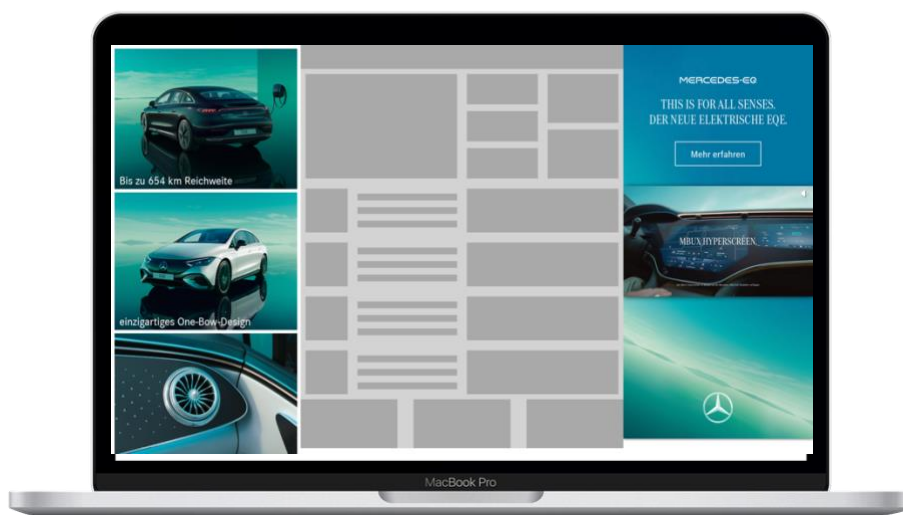 Bis zu 654 km Reichweite
einzigartiges One-Bow-Design
MERCEDES-EQ
THIS IS FOR ALL SENSES.
DER NEUE ELEKTRISCHE EQE.
Mehr erfahren
MBUX HYPERSCREEN.
MacBook Pro